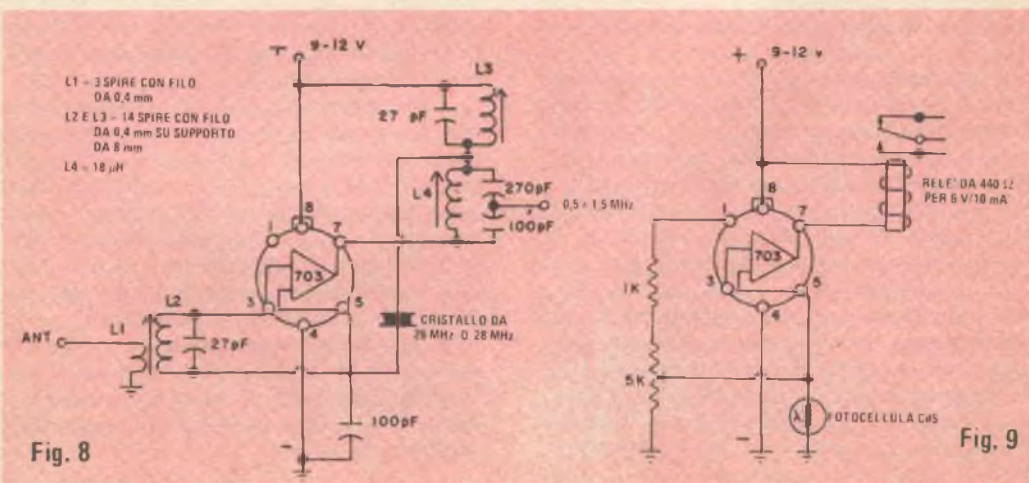 9-12 V
L1 - 3 SPIRE CON FILO
DA 0,4 mm
L2 E L3 - 14 SPIRE CON FILO
DA 0,4 mm SU SUPPORTO
DA 8 mm
L4 = 18 µH
L3
27 pF
L4
270pF
0,5 ÷ 1,5 MHz
100pF
8
1
7
703
3
5
4
L2
L1
ANT
27pF
CRISTALLO DA
26 MHz O 28 MHz
100pF
-
Fig. 8
+ 9-12 v
RELE' DA 440 Ω
PER 6 V/10 mA
8
1
7
703
3
5
4
1K
5K
-
λ
FOTOCELLULA CdS
Fig. 9